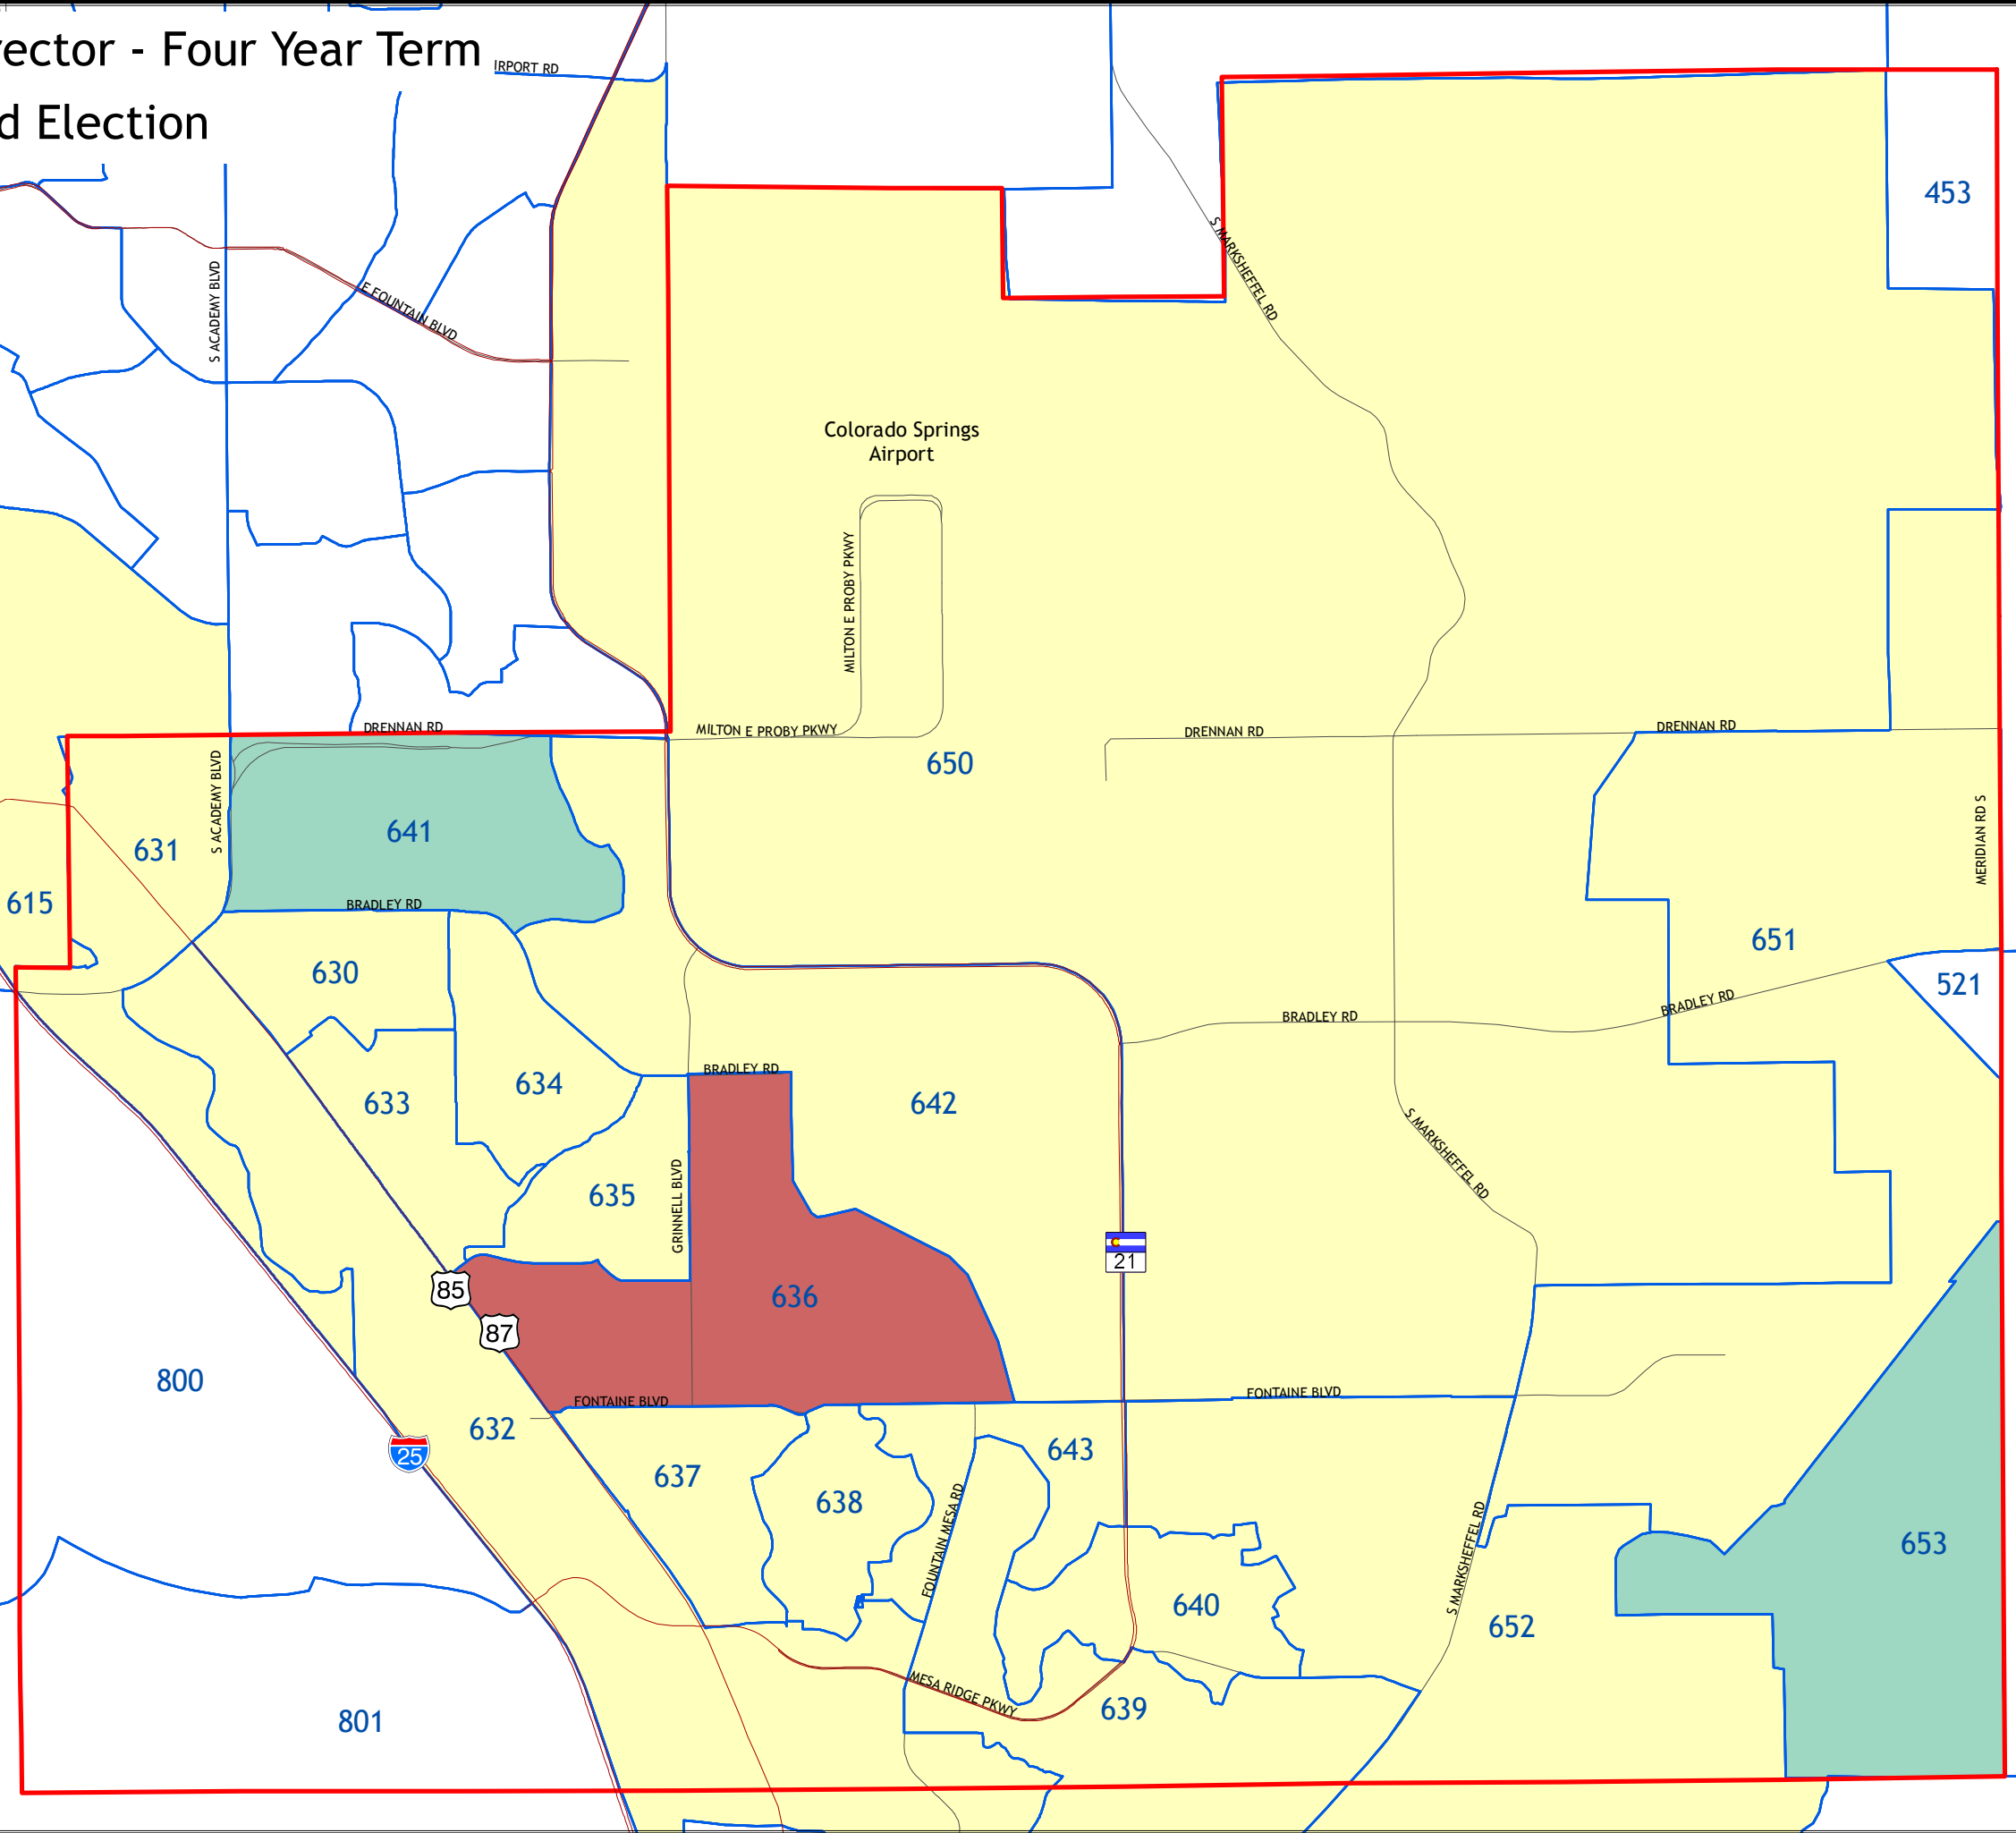 rector - Four Year Term
d Election
IRPORT RD
453
S MARKSHEFFEL RD
S ACADEMY BLVD
E FOUNTAIN BLVD
Colorado Springs
Airport
MILTON E PROBY PKWY
DRENNAN RD
MILTON E PROBY PKWY
DRENNAN RD
DRENNAN RD
650
S ACADEMY BLVD
641
631
MERIDIAN RD S
615
BRADLEY RD
651
630
521
BRADLEY RD
BRADLEY RD
BRADLEY RD
634
633
642
S MARKSHEFFEL RD
635
GRINNELL BLVD
21
85
636
87
800
FONTAINE BLVD
FONTAINE BLVD
632
25
643
637
638
FOUNTAIN MESA RD
S MARKSHEFFEL RD
653
640
652
MESA RIDGE PKWY
639
801